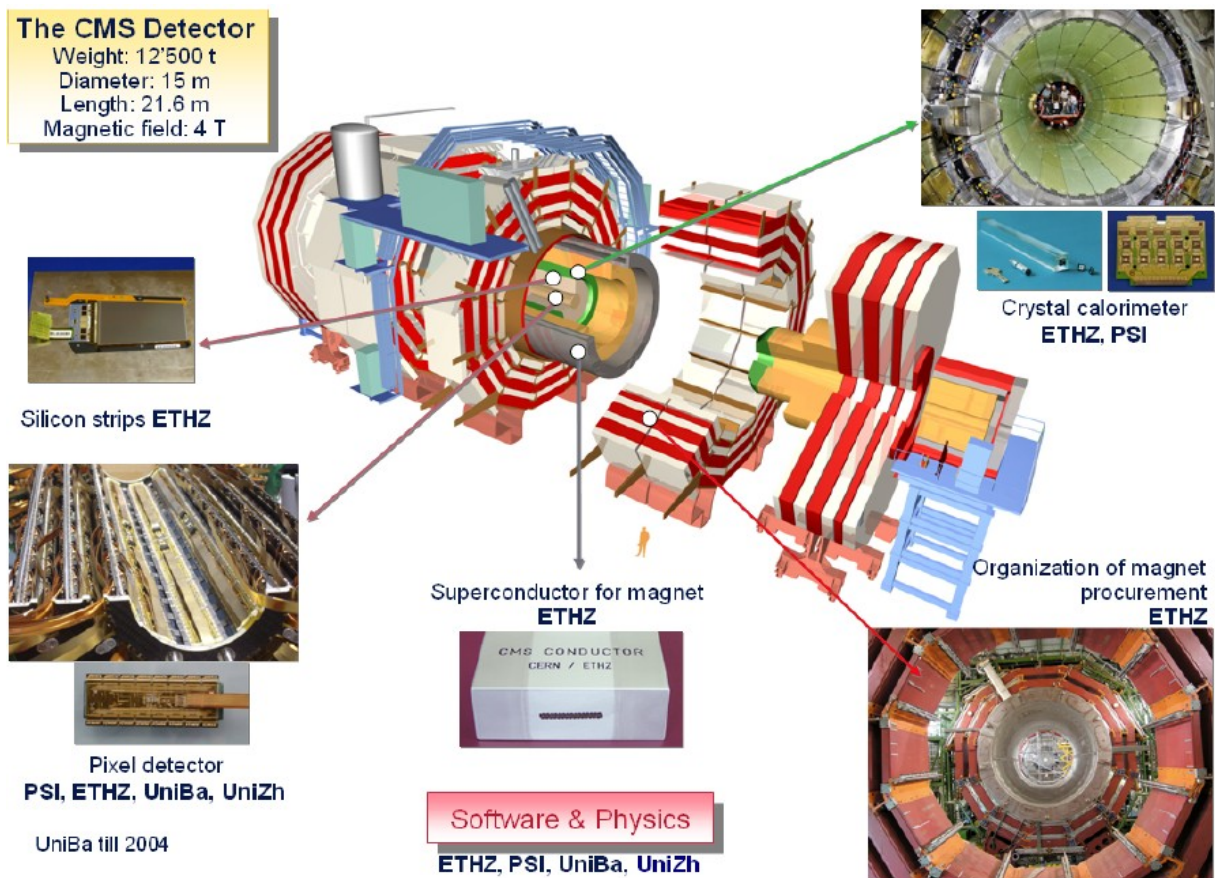 The CMS Detector
Weight: 12'500 t
Diameter: 15 m
Length: 21.6 m
Magnetic field: 4 T
Crystal calorimeter
ETHZ, PSI
Silicon strips ETHZ
Superconductor for magnet
ETHZ
CMS CONDUCTOR
CERN / ETHZ
Organization of magnet
procurement
ETHZ
Pixel detector
PSI, ETHZ, UniBa, UniZh
UniBa till 2004
Software & Physics
ETHZ, PSI, UniBa, UniZh